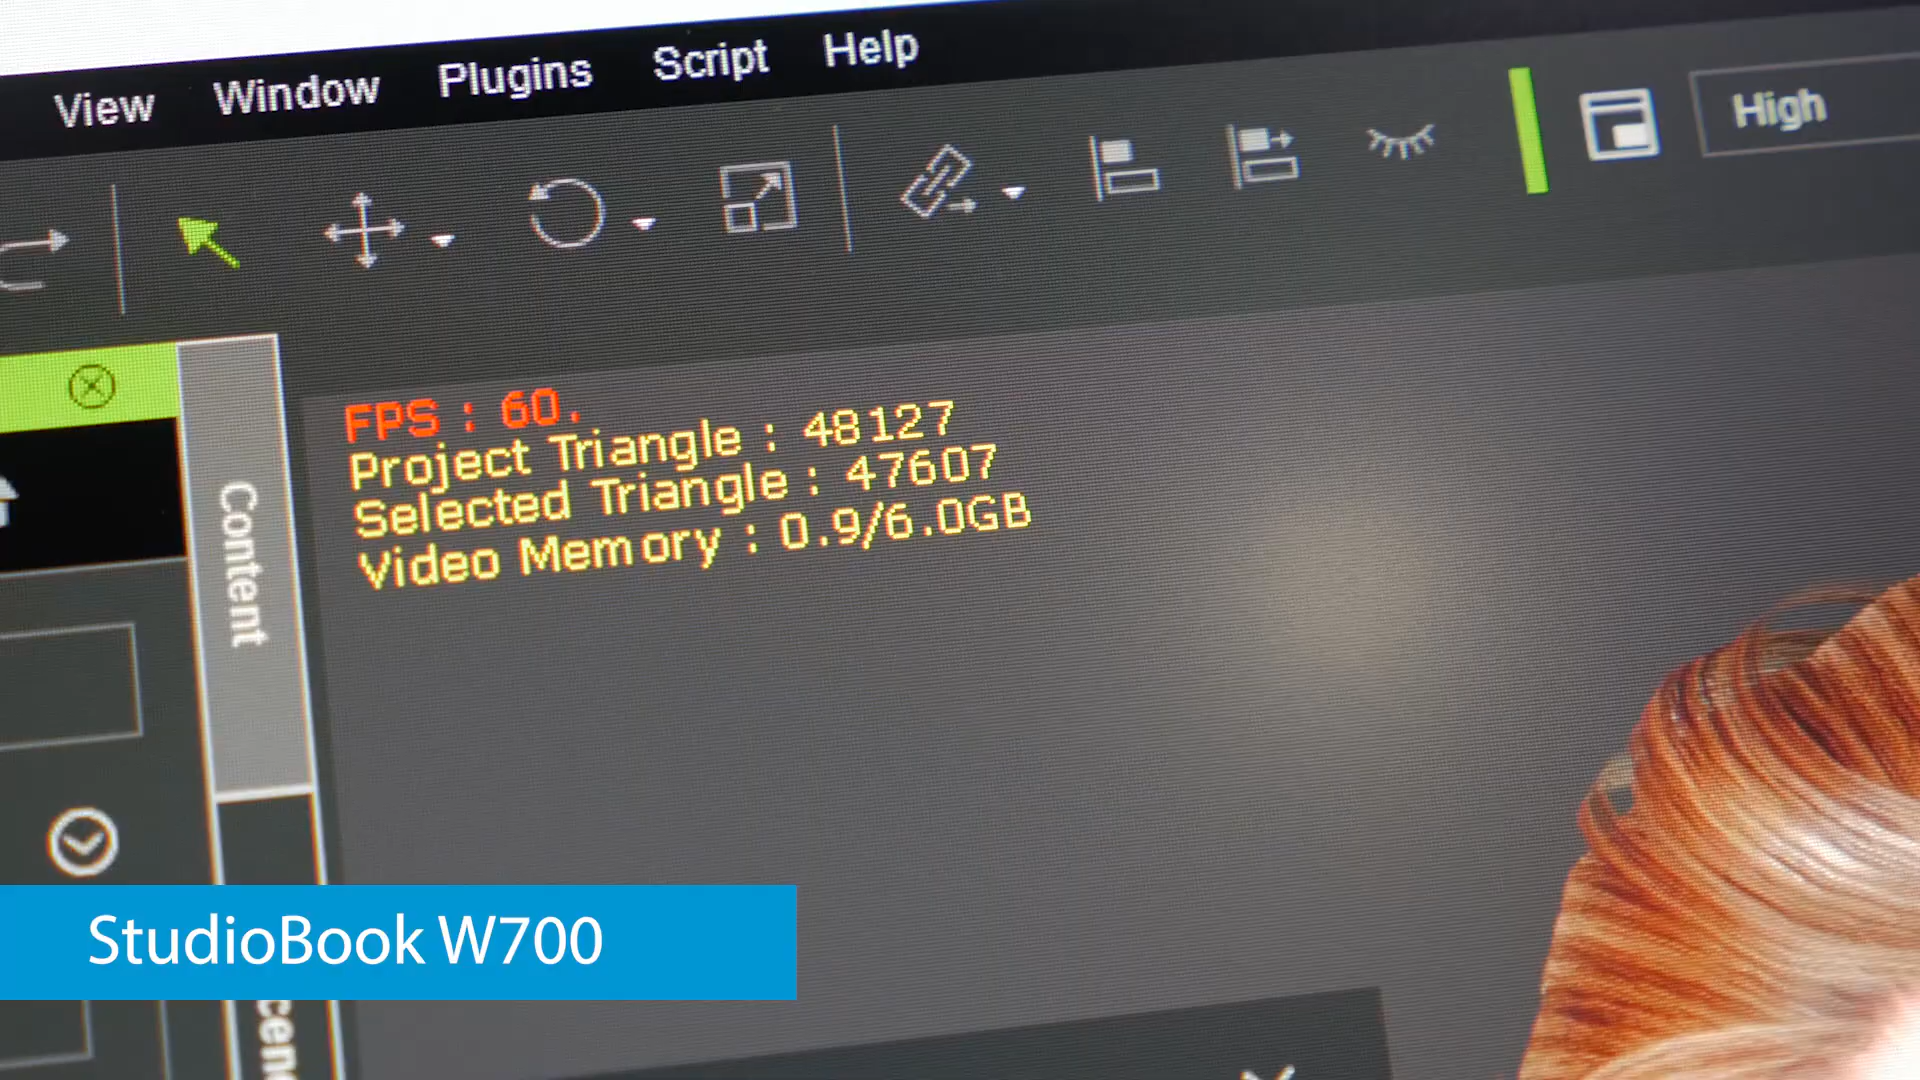 View Window Plugins Script Help
High
Content
FPS : 60.
Project Triangle : 48127
Selected Triangle : 47607
Video Memory : 0.9/6.0GB
StudioBook W700